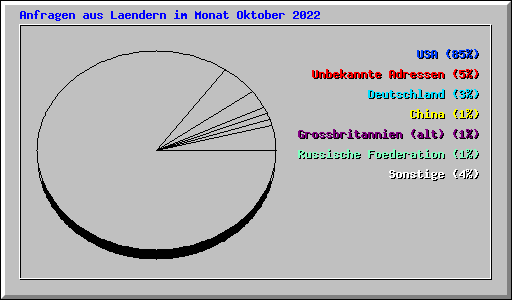 Anfragen aus Laendern im Monat Oktober 2022
USA (85%)
Unbekannte Adressen (5%)
Deutschland (3%)
China (1%)
Grossbritannien (alt) (1%)
Russische Foederation (1%)
Sonstige (4%)